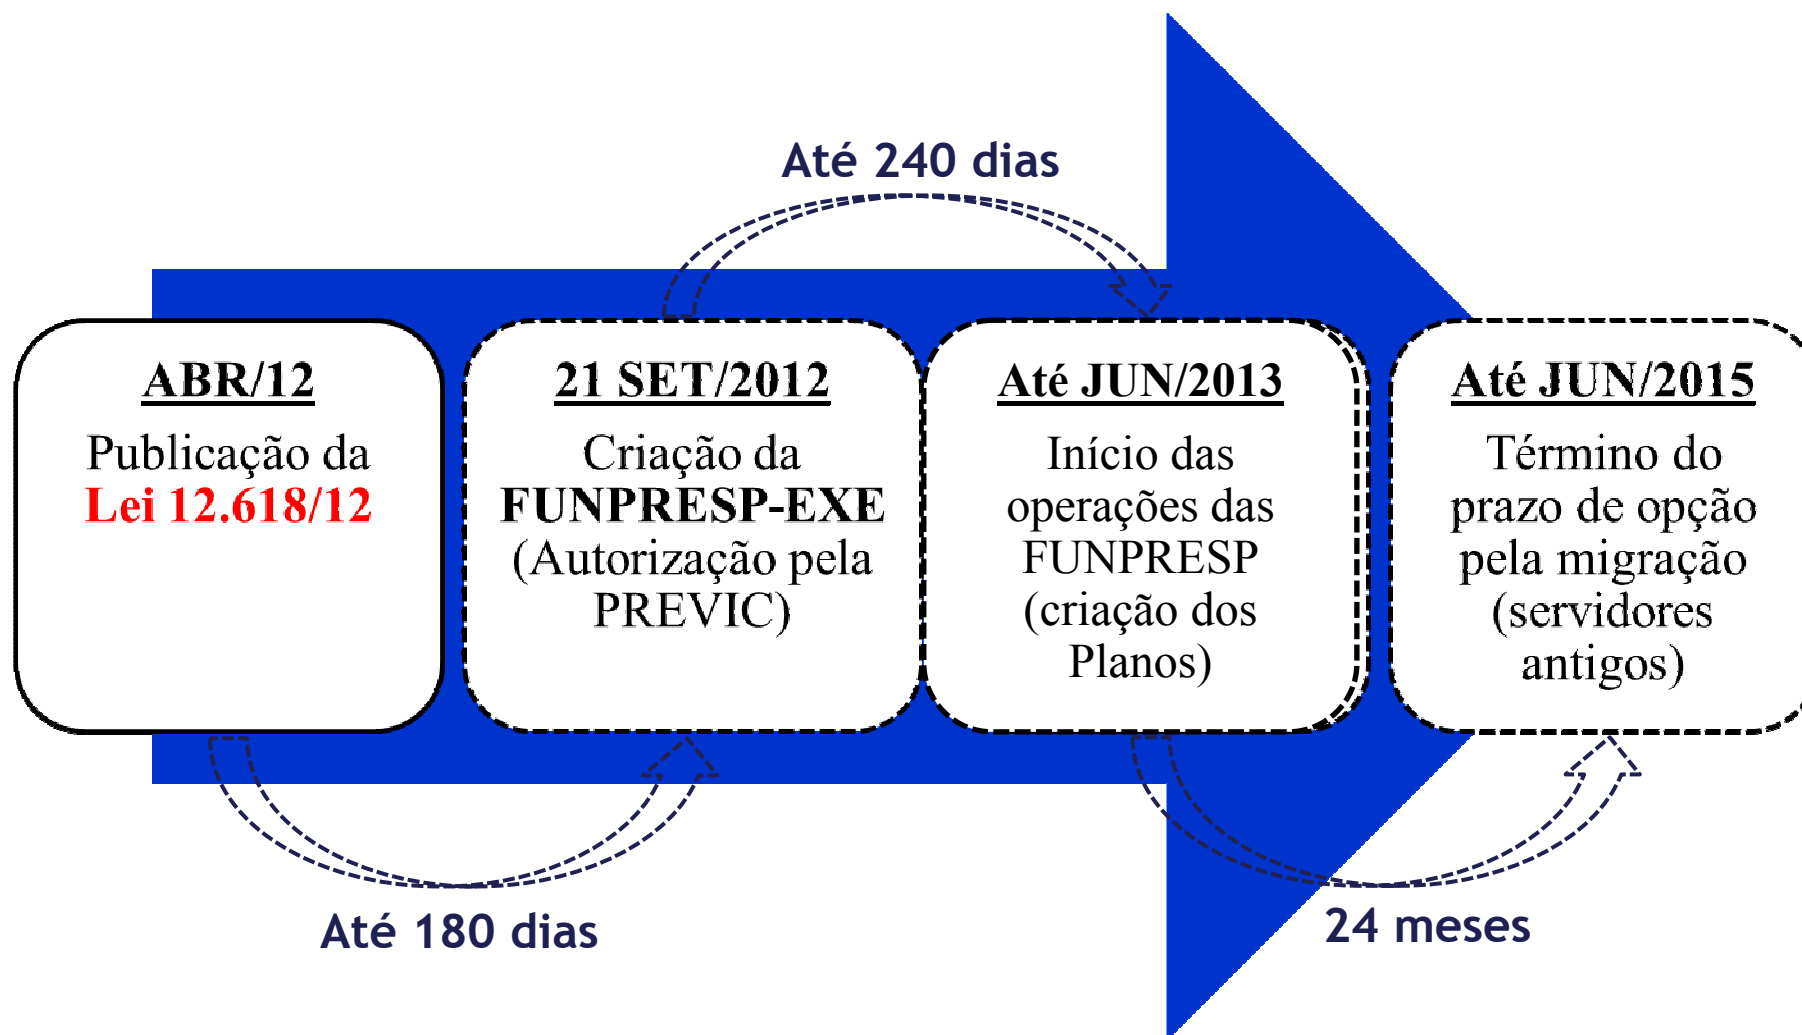 Até 240 dias
ABR/12
Publicação da
Lei 12.618/12
21 SET/2012
Criação da
FUNPRESP-EXE
(Autorização pela
PREVIC)
Até JUN/2013
Início das
operações das
FUNPRESP
(criação dos
Planos)
Até JUN/2015
Término do
prazo de opção
pela migração
(servidores
antigos)
Até 180 dias
24 meses